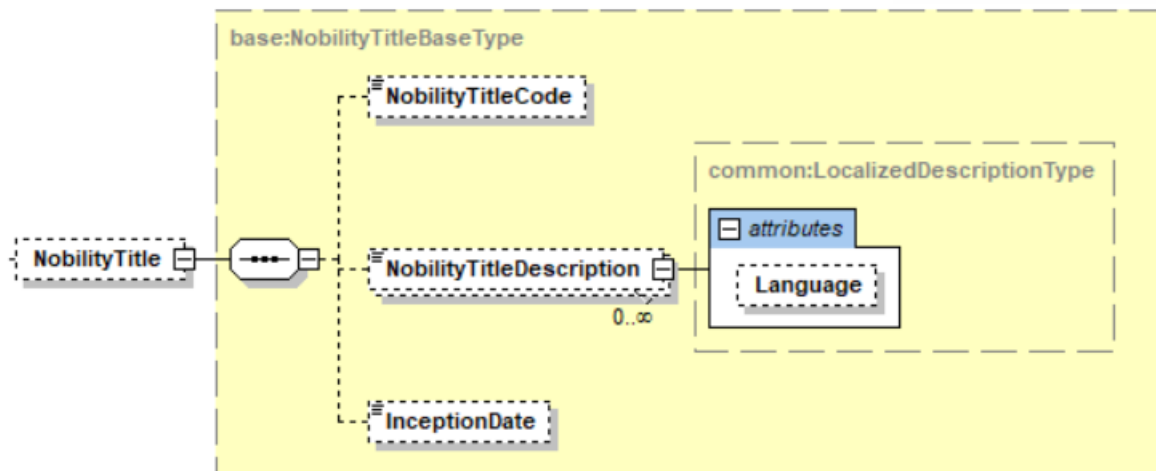 base:NobilityTitleBaseType
NobilityTitleCode
common:LocalizedDescriptionType
attributes
NobilityTitle
NobilityTitleDescription
Language
0..∞
InceptionDate